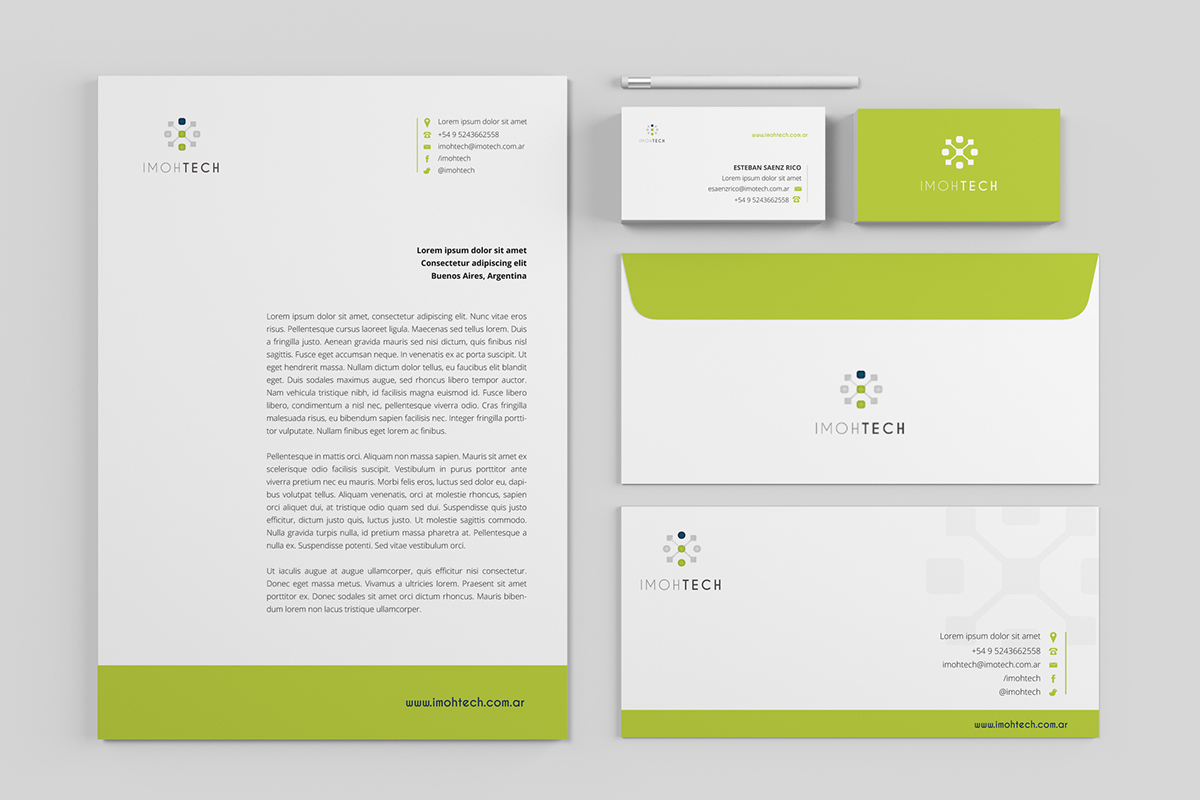 IMOHTECH
Lorem ipsum dolor sit amet
+54 9 5243662558
imohtech@imotech.com.ar
/imohtech
@imohtech
Lorem ipsum dolor sit amet
Consectetur adipiscing elit
Buenos Aires, Argentina
Lorem ipsum dolor sit amet, consectetur adipiscing elit. Nunc vitae eros
risus. Pellentesque cursus laoreet ligula. Maecenas sed tellus lorem. Duis
a fringilla justo. Aenean gravida mauris sed nisi dictum, quis finibus nisl
sagittis. Fusce eget accumsan neque. In venenatis ex ac porta suscipit. Ut
eget hendrerit massa. Nullam dictum dolor tellus, eu faucibus elit blandit
eget. Duis sodales maximus augue, sed rhoncus libero tempor auctor.
Nam vehicula tristique nibh, id facilisis magna euismod id. Fusce libero
libero, condimentum a nisl nec, pellentesque viverra odio. Cras fringilla
malesuada risus, eu bibendum sapien facilisis nec. Integer fringilla portti-
tor vulputate. Nullam finibus eget lorem ac finibus.
Pellentesque in mattis orci. Aliquam non massa sapien. Mauris sit amet ex
scelerisque odio facilisis suscipit. Vestibulum in purus porttitor ante
viverra pretium nec eu mauris. Morbi felis eros, luctus sed dolor eu, dapi-
bus volutpat tellus. Aliquam venenatis, orci at molestie rhoncus, sapien
orci aliquet dui, at tristique odio quam sed dui. Suspendisse quis justo
efficitur, dictum justo quis, luctus justo. Ut molestie sagittis commodo.
Nulla gravida turpis nulla, id pretium massa pharetra at. Pellentesque a
nulla ex. Suspendisse potenti. Sed vitae vestibulum orci.
Ut iaculis augue at augue ullamcorper, quis efficitur nisi consectetur.
Donec eget massa metus. Vivamus a ultricies lorem. Praesent sit amet
porttitor ex. Donec sodales sit amet orci dictum rhoncus. Mauris biben-
dum lorem non lacus tristique ullamcorper.
www.imohtech.com.ar
IMOHTECH
www.imohtech.com.ar
ESTEBAN SAENZ RICO
Lorem ipsum dolor sit amet
esaenzrico@imotech.com.ar
+54 9 5243662558
IMOHTECH
IMOHTECH
IMOHTECH
Lorem ipsum dolor sit amet
+54 9 5243662558
imohtech@imotech.com.ar
/imohtech
@imohtech
www.imohtech.com.ar